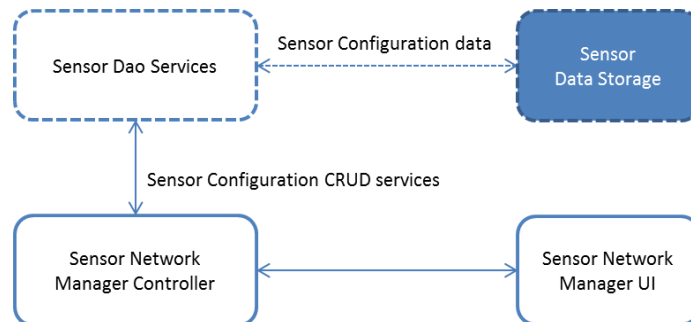 Sensor Dao Services
Sensor Configuration data
Sensor
Data Storage
Sensor Configuration CRUD services
Sensor Network
Manager Controller
Sensor Network
Manager UI